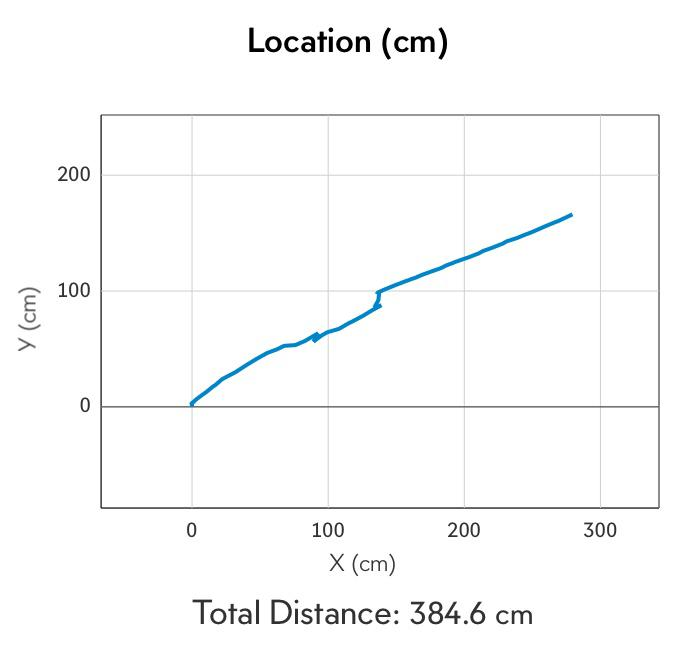 Location (cm)
200
100
0
Y (cm)
0 100 200 300
X (cm)
Total Distance: 384.6 cm